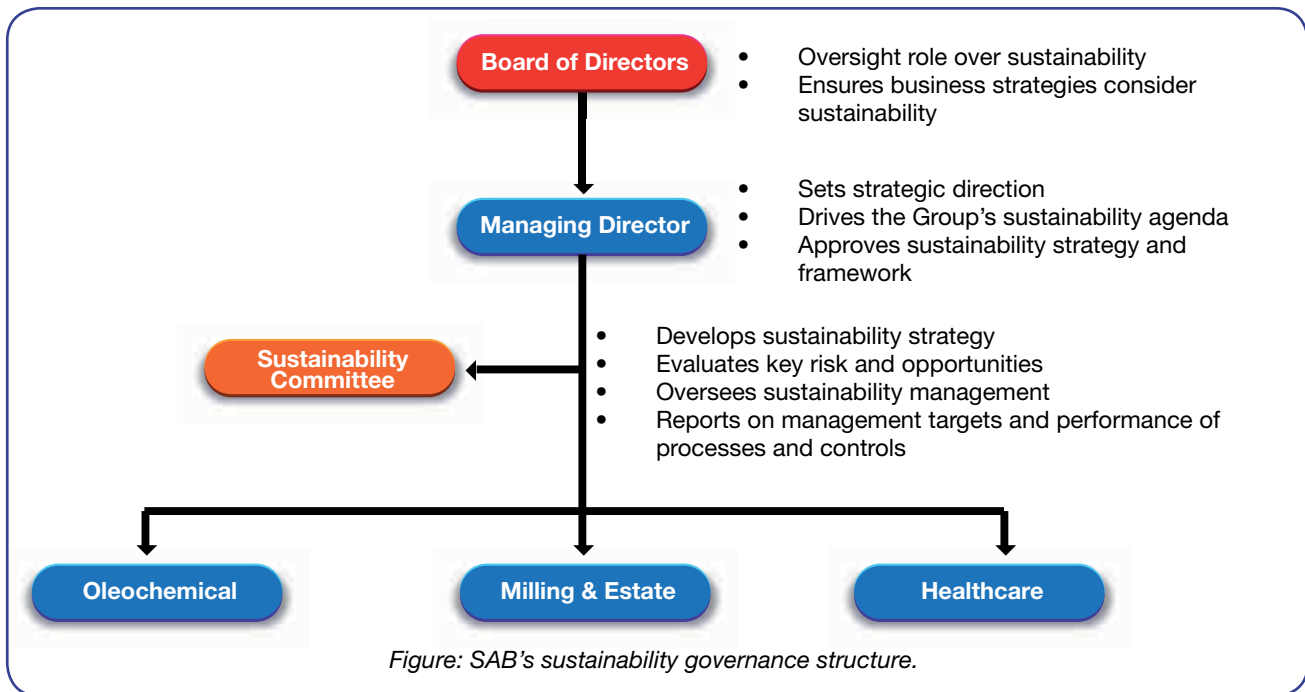 Board of Directors
• Oversight role over sustainability
• Ensures business strategies consider
sustainability
Managing Director
• Sets strategic direction
• Drives the Group’s sustainability agenda
• Approves sustainability strategy and
framework
Sustainability
Committee
• Develops sustainability strategy
• Evaluates key risk and opportunities
• Oversees sustainability management
• Reports on management targets and performance of
processes and controls
Oleochemical
Milling & Estate
Healthcare
Figure: SAB’s sustainability governance structure.